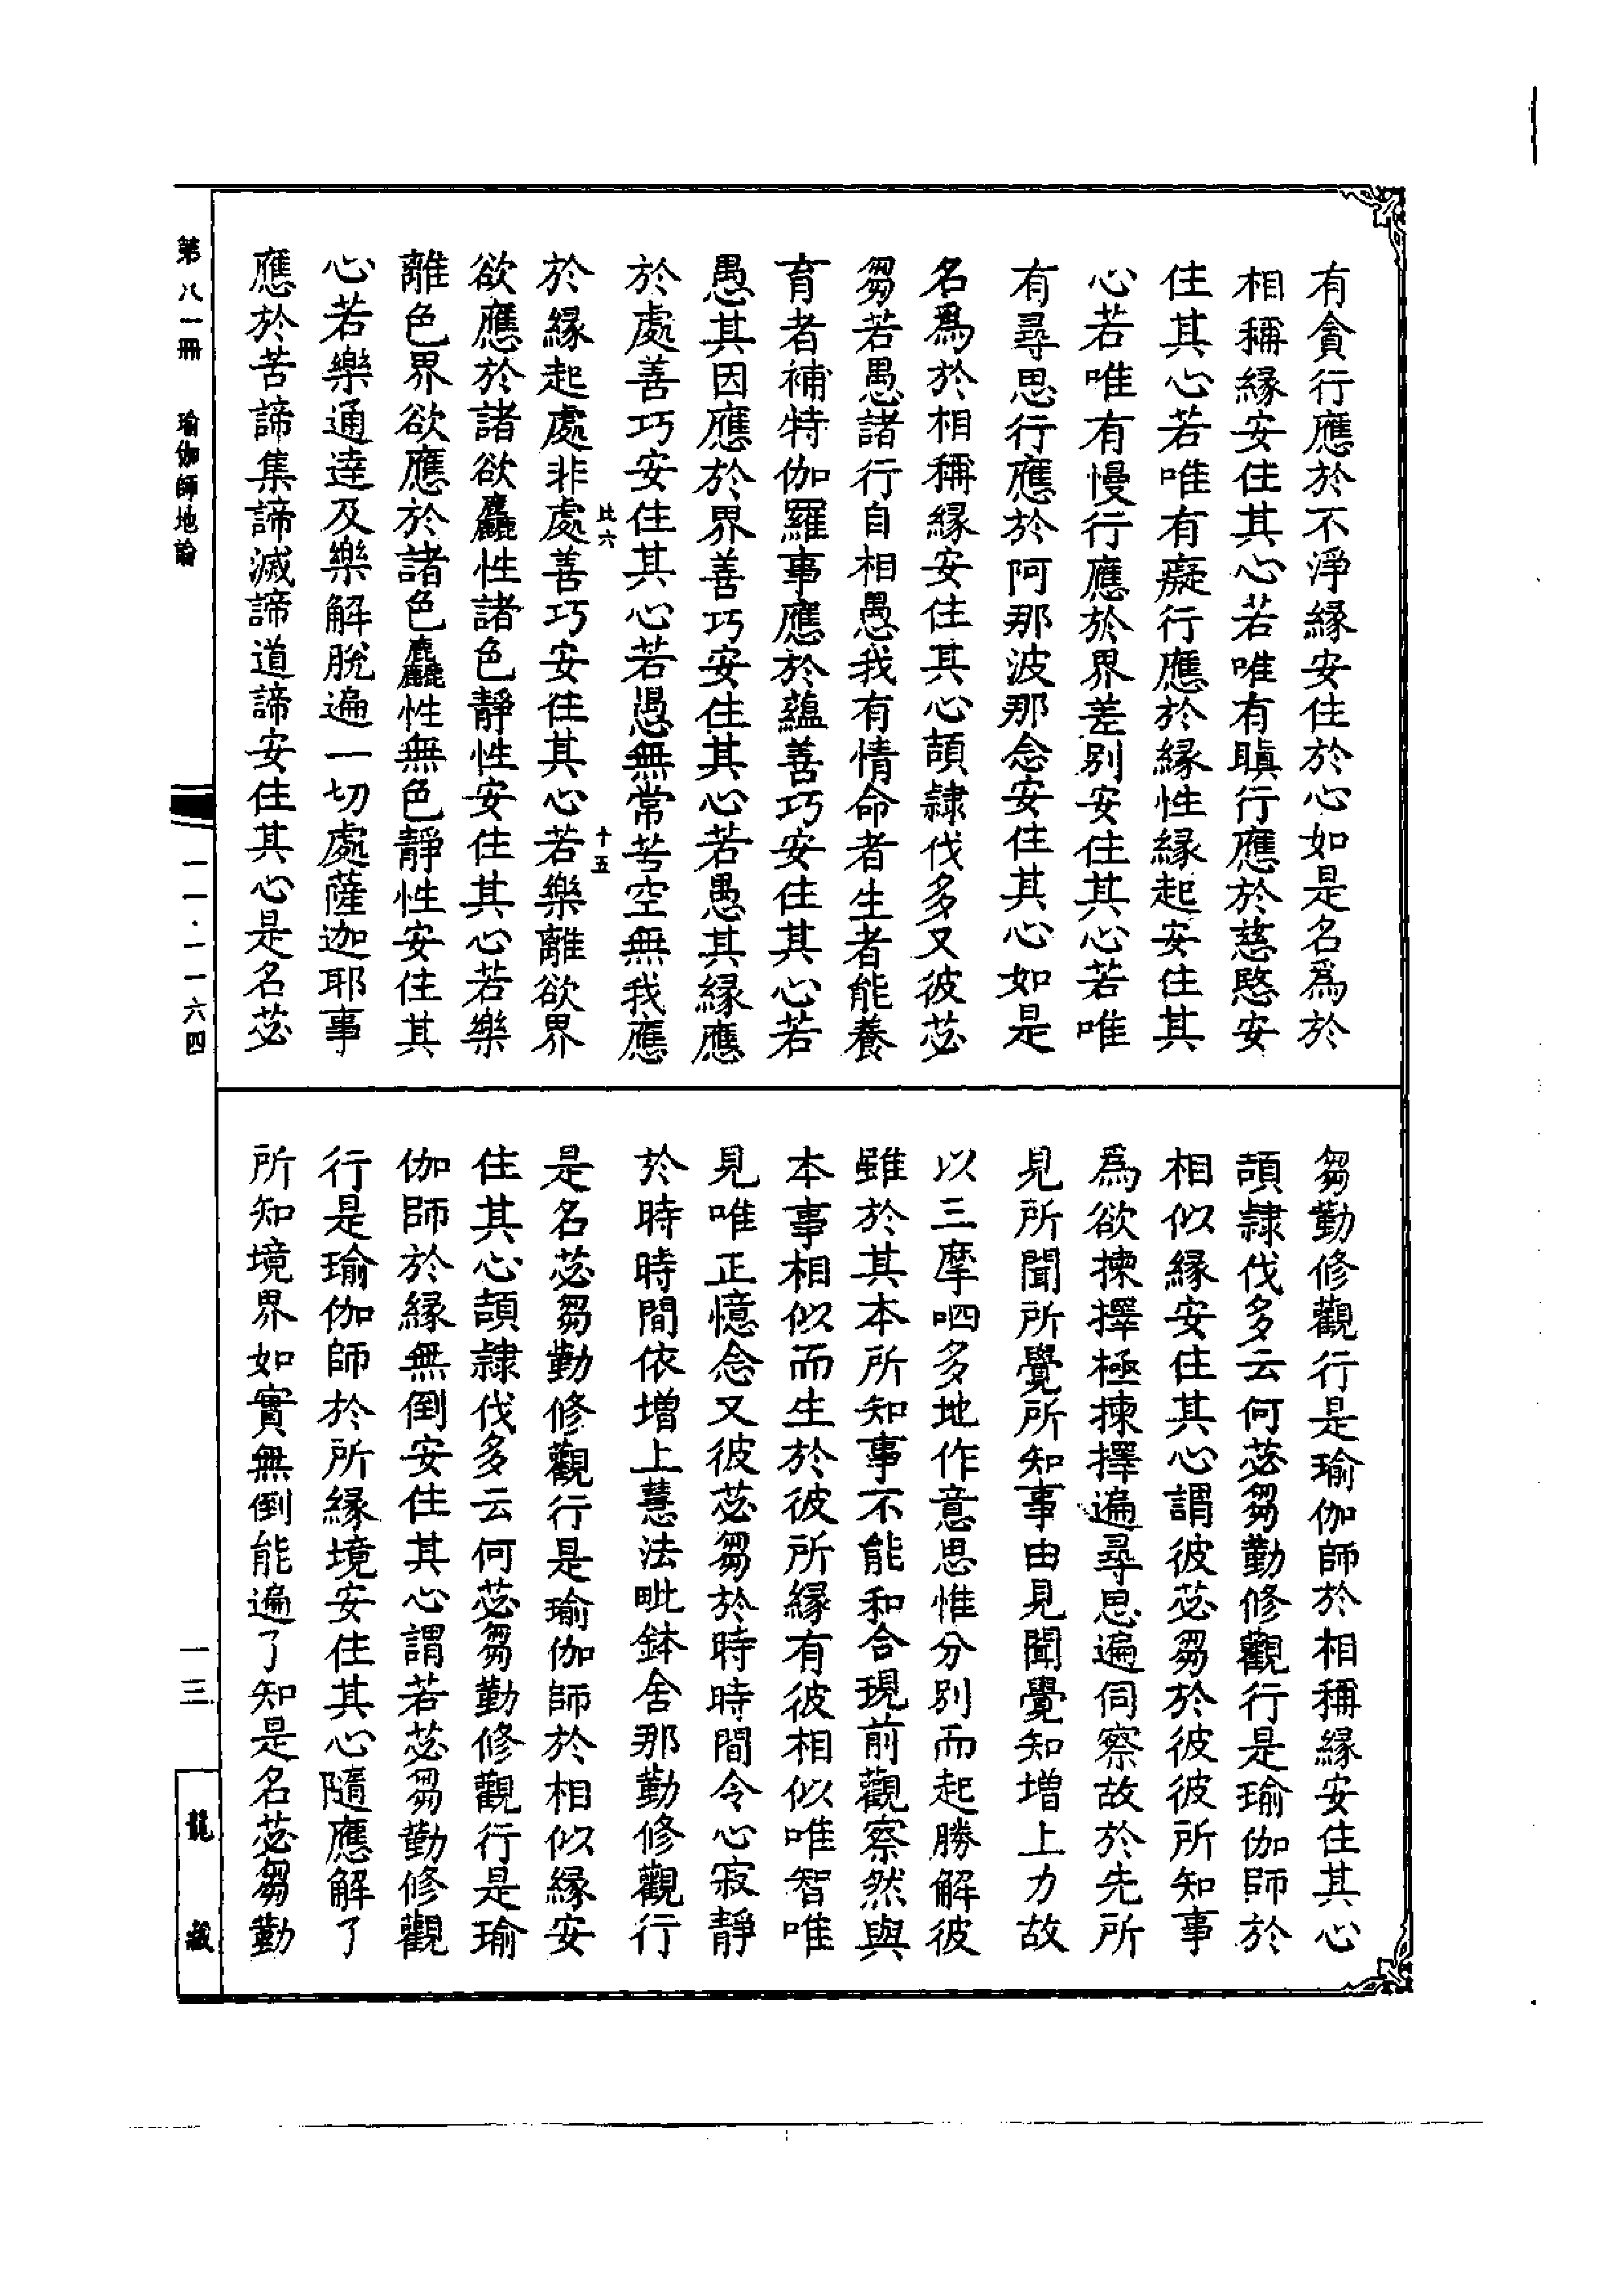 有貪行應於不淨縁安住於心如是名爲於
相稱縁安住其心若唯有瞋行應於慈愍安
住其心若唯有癡行應於縁性縁起安住其
心若唯有慢行應於界差别安住其心若唯
有尋思行應於阿那波那念安住其心如是
名爲於相稱縁安住其心頡隷伐多又彼苾
芻若愚諸行自相愚我有情命者生者能養
育者補特伽羅事應於藴善巧安住其心若
愚其因應於界善巧安住其心若愚其縁應
於處善巧安住其心若愚無常苦空無我應
比六
十五
於縁起處非處善巧安住其心若樂離欲界
欲應於諸欲麤性諸色靜性安住其心若樂
離色界欲應於諸色麤性無色靜性安住其
心若樂通達及樂解脫遍一切處薩迦耶事
應於苦諦集諦滅諦道諦安住其心是名苾
芻勤修觀行是瑜伽師於相稱縁安住其心
頡隷伐多云何苾芻勤修觀行是瑜伽師於
相似縁安住其心謂彼苾芻於彼彼所知事
爲欲揀擇極揀擇遍尋思遍伺察故於先所
見所聞所覺所知事由見聞覺知增上力故
以三摩呬多地作意思惟分别而起勝解彼
雖於其本所知事不能和合現前觀察然與
本事相似而生於彼所縁有彼相似唯智唯
見唯正憶念又彼苾芻於時時間令心寂靜
於時時間依增上慧法毗鉢舍那勤修觀行
是名苾芻勤修觀行是瑜伽師於相似縁安
住其心頡隷伐多云何苾芻勤修觀行是瑜
伽師於縁無倒安住其心謂若苾芻勤修觀
行是瑜伽師於所縁境安住其心隨應解了
所知境界如實無倒能遍了知是名苾芻勤
第八一冊 瑜伽師地論
一一·一一六四
一三
龍藏